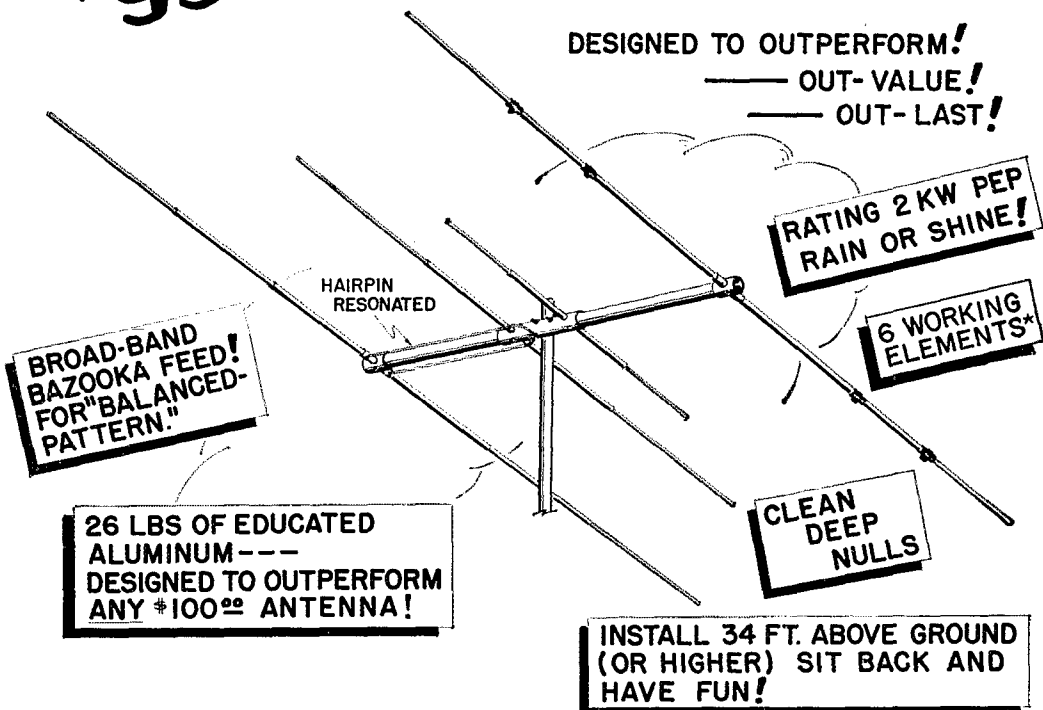 DESIGNED TO OUTPERFORM!
—— OUT-VALUE!
—— OUT-LAST!
RATING 2 KW PEP
RAIN OR SHINE!
HAIRPIN
RESONATED
6 WORKING
ELEMENTS*
BROAD-BAND
BAZOOKA FEED!
FOR "BALANCED-
PATTERN."
26 LBS OF EDUCATED
ALUMINUM---
DESIGNED TO OUTPERFORM
ANY $100.00 ANTENNA!
CLEAN
DEEP
NULLS
INSTALL 34 FT. ABOVE GROUND
(OR HIGHER) SIT BACK AND
HAVE FUN!